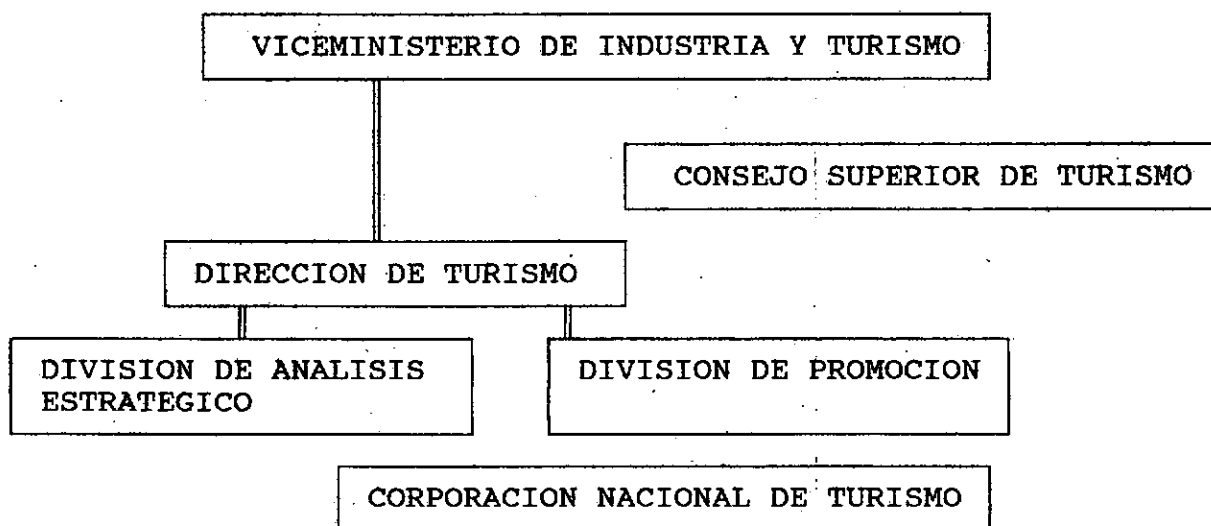 VICEMINISTERIO DE INDUSTRIA Y TURISMO
CONSEJO SUPERIOR DE TURISMO
DIRECCION DE TURISMO
DIVISION DE ANALISIS
ESTRATEGICO
DIVISION DE PROMOCION
CORPORACION NACIONAL DE TURISMO